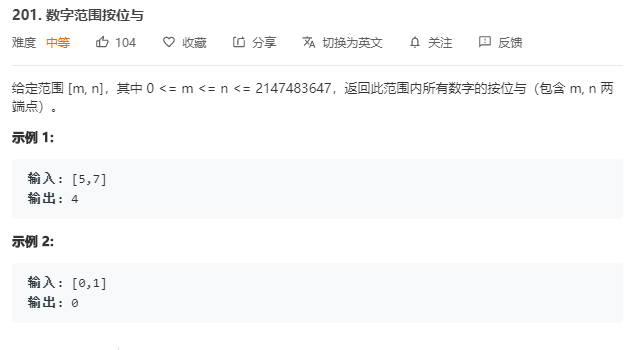 201. 数字范围按位与
难度 中等 104 收藏 分享 切换为英文 关注 反馈
给定范围 [m, n]，其中 0 <= m <= n <= 2147483647，返回此范围内所有数字的按位与（包含 m, n 两
端点）。
示例 1:
输入: [5,7]
输出: 4
示例 2:
输入: [0,1]
输出: 0